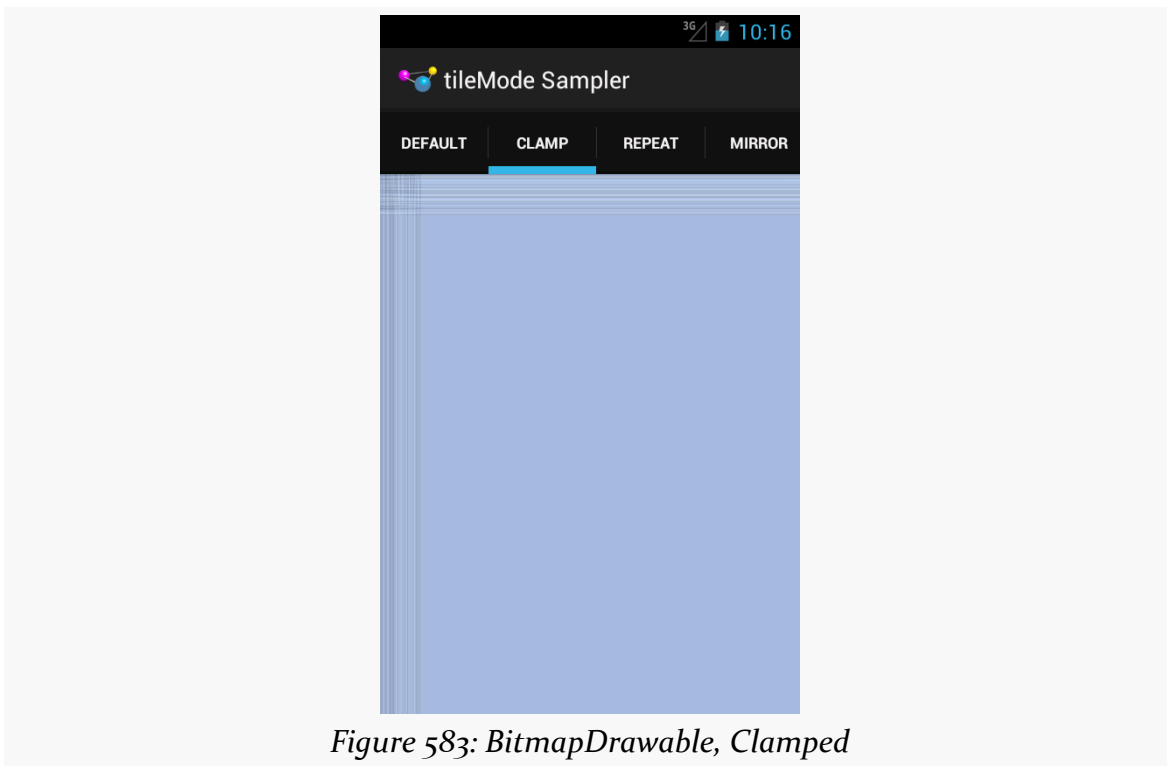 3G 10:16
tileMode Sampler
DEFAULT CLAMP REPEAT MIRROR
Figure 583: BitmapDrawable, Clamped